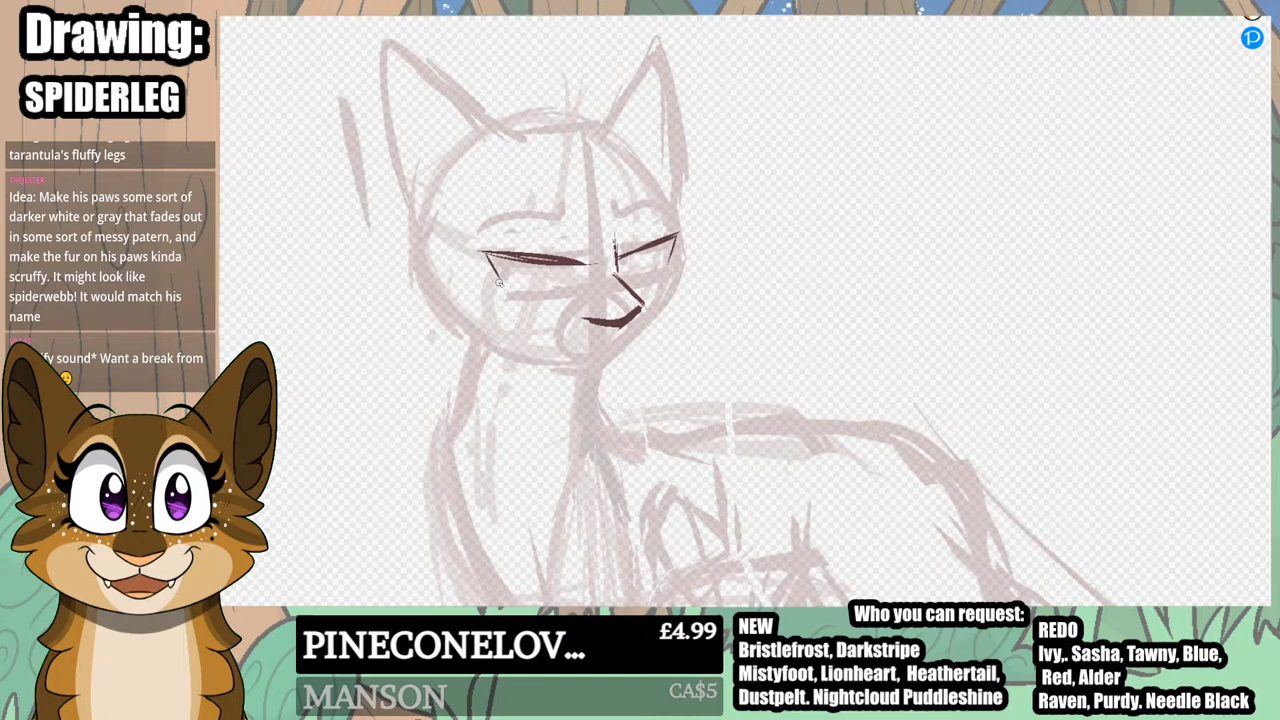 Drawing:
SPIDERLEG
tarantula's fluffy legs
THEJESTER
Idea: Make his paws some sort of
darker white or gray that fades out
in some sort of messy patern, and
make the fur on his paws kinda
scruffy. It might look like
spiderwebb! It would match his
name
sound* Want a break from
PINECONELOV...
£4.99
MANSON
CA$5
Who you can request:
NEW
Bristlefrost, Darkstripe
Mistyfoot, Lionheart, Heathertail,
Dustpelt. Nightcloud Puddleshine
REDO
Ivy,. Sasha, Tawny, Blue,
Red, Alder
Raven, Purdy. Needle Black